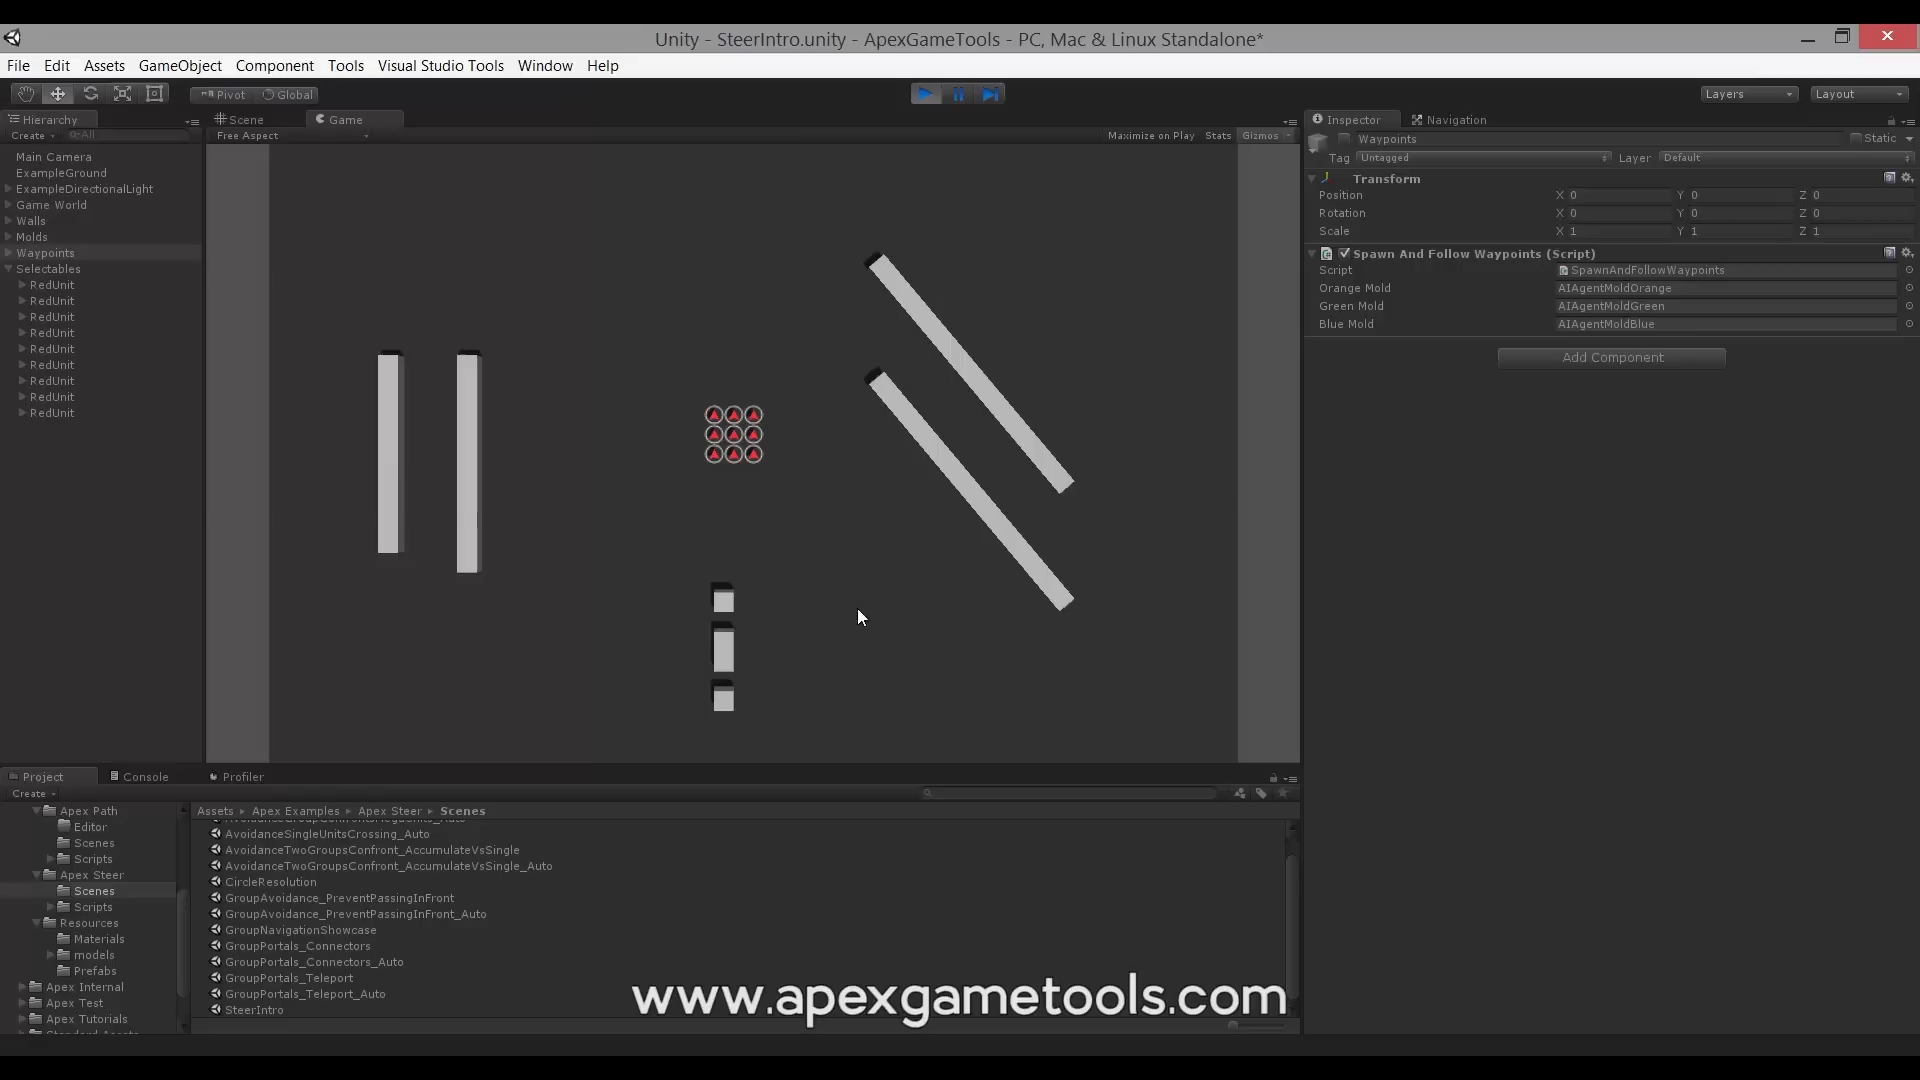 Unity - SteerIntro.unity - ApexGameTools - PC, Mac & Linux Standalone*
File Edit Assets GameObject Component Tools Visual Studio Tools Window Help
Pivot Global Layers Layout
Hierarchy
Create All
Main Camera
ExampleGround
ExampleDirectionalLight
Game World
Walls
Molds
Waypoints
Selectables
RedUnit
RedUnit
RedUnit
RedUnit
RedUnit
RedUnit
RedUnit
RedUnit
RedUnit
Scene Game
Free Aspect Maximize on Play Stats Gizmos
Inspector Navigation
Waypoints Static
Tag Untagged Layer Default
Transform
Position X 0 Y 0 Z 0
Rotation X 0 Y 0 Z 0
Scale X 1 Y 1 Z 1
Spawn And Follow Waypoints (Script)
Script SpawnAndFollowWaypoints
Orange Mold AIAgentMoldOrange
Green Mold AIAgentMoldGreen
Blue Mold AIAgentMoldBlue
Add Component
Project Console Profiler
Create
Apex Path
Editor
Scenes
Scripts
Apex Steer
Scenes
Scripts
Resources
Materials
models
Prefabs
Apex Internal
Apex Test
Apex Tutorials
Assets Apex Examples Apex Steer Scenes
AvoidanceSingleUnitsCrossing_Auto
AvoidanceTwoGroupsConfront_AccumulateVsSingle
AvoidanceTwoGroupsConfront_AccumulateVsSingle_Auto
CircleResolution
GroupAvoidance_PreventPassingInFront
GroupAvoidance_PreventPassingInFront_Auto
GroupNavigationShowcase
GroupPortals_Connectors
GroupPortals_Connectors_Auto
GroupPortals_Teleport
GroupPortals_Teleport_Auto
SteerIntro
www.apexgametools.com